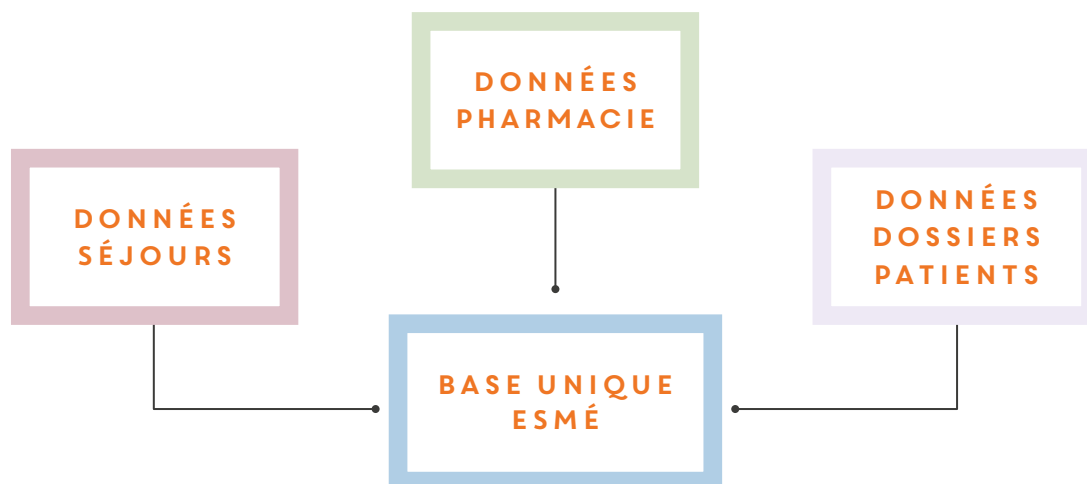 DONNÉES
PHARMACIE
DONNÉES
SÉJOURS
DONNÉES
DOSSIERS
PATIENTS
BASE UNIQUE
ESMÉ